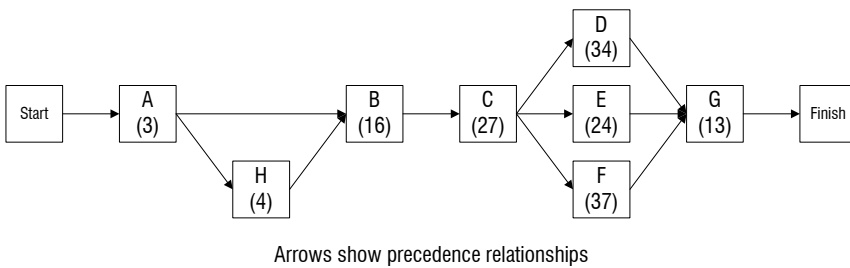 D
(34)
Start
A
(3)
B
(16)
C
(27)
E
(24)
G
(13)
Finish
H
(4)
F
(37)
Arrows show precedence relationships